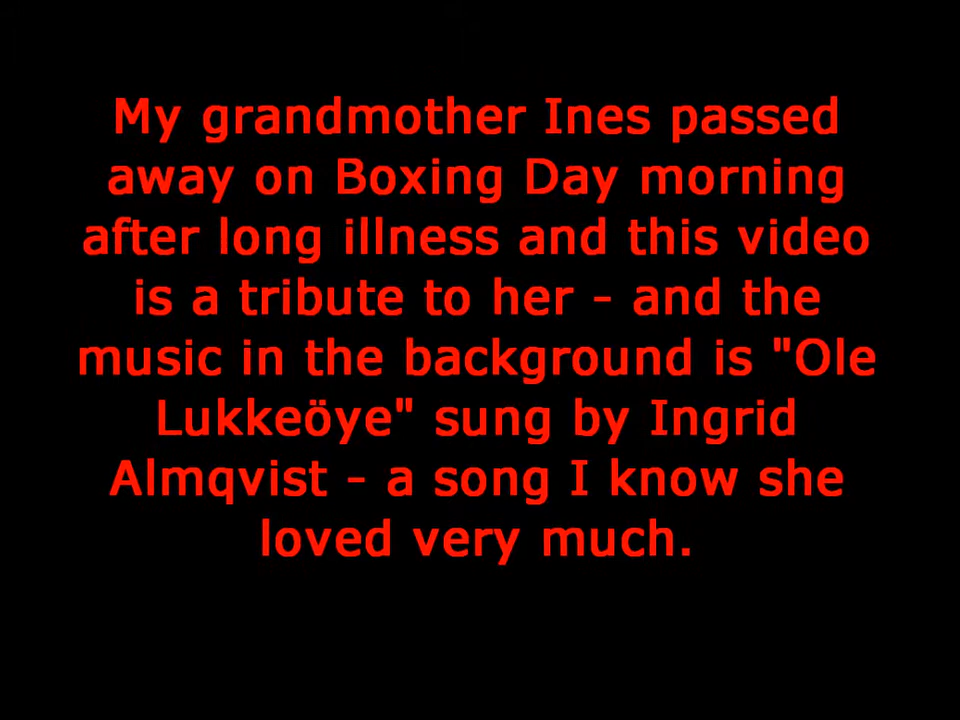 My grandmother Ines passed
away on Boxing Day morning
after long illness and this video
is a tribute to her - and the
music in the background is "Ole
Lukkeöye" sung by Ingrid
Almqvist - a song I know she
loved very much.